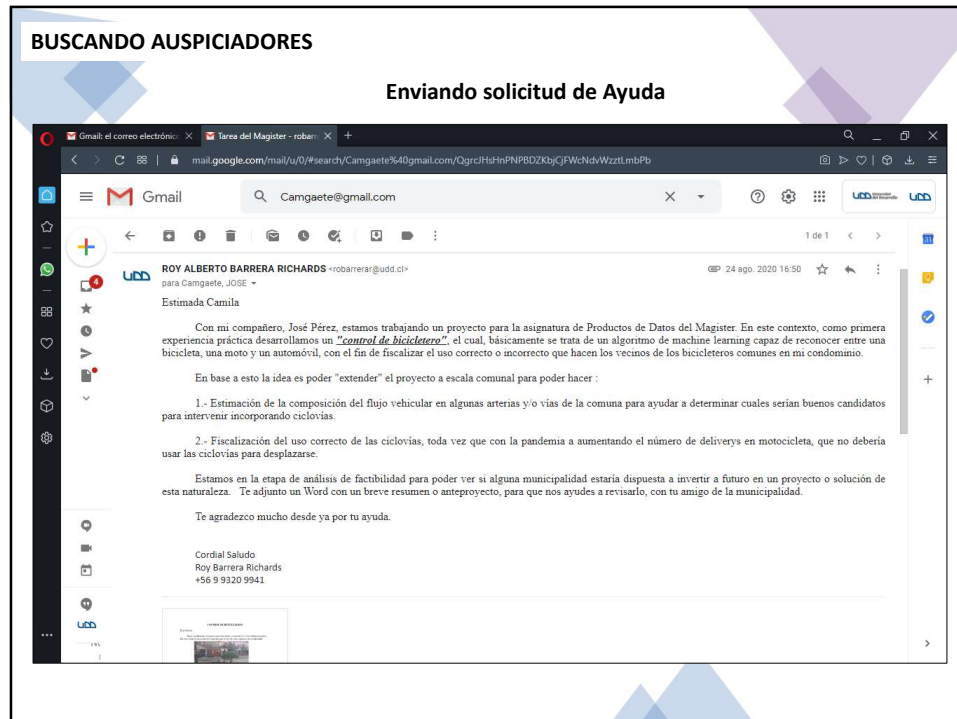 BUSCANDO AUSPICIADORES
Enviando solicitud de Ayuda
Gmail: el correo electrónic
Tarea del Magister - robarr
mail.google.com/mail/u/0/#search/Camgaete%40gmail.com/QgrcJHsHnPNPBDZKbjCjFWcNdvWzztLmbPb
Gmail
Camgaete@gmail.com
UDD Universidad del Desarrollo
UDD
1 de 1
31
4
UDD
ROY ALBERTO BARRERA RICHARDS <robarrerar@udd.cl>
24 ago. 2020 16:50
para Camgaete, JOSE
Estimada Camila
Con mi compañero, José Pérez, estamos trabajando un proyecto para la asignatura de Productos de Datos del Magister. En este contexto, como primera
experiencia práctica desarrollamos un "control de bicicletero", el cual, básicamente se trata de un algoritmo de machine learning capaz de reconocer entre una
bicicleta, una moto y un automóvil, con el fin de fiscalizar el uso correcto o incorrecto que hacen los vecinos de los bicicleteros comunes en mi condominio.
En base a esto la idea es poder "extender" el proyecto a escala comunal para poder hacer :
1.- Estimación de la composición del flujo vehicular en algunas arterias y/o vías de la comuna para ayudar a determinar cuales serían buenos candidatos
para intervenir incorporando ciclovías.
2.- Fiscalización del uso correcto de las ciclovías, toda vez que con la pandemia a aumentando el número de deliverys en motocicleta, que no debería
usar las ciclovías para desplazarse.
Estamos en la etapa de análisis de factibilidad para poder ver si alguna municipalidad estaría dispuesta a invertir a futuro en un proyecto o solución de
esta naturaleza. Te adjunto un Word con un breve resumen o anteproyecto, para que nos ayudes a revisarlo, con tu amigo de la municipalidad.
Te agradezco mucho desde ya por tu ayuda.
Cordial Saludo
Roy Barrera Richards
+56 9 9320 9941
UDD